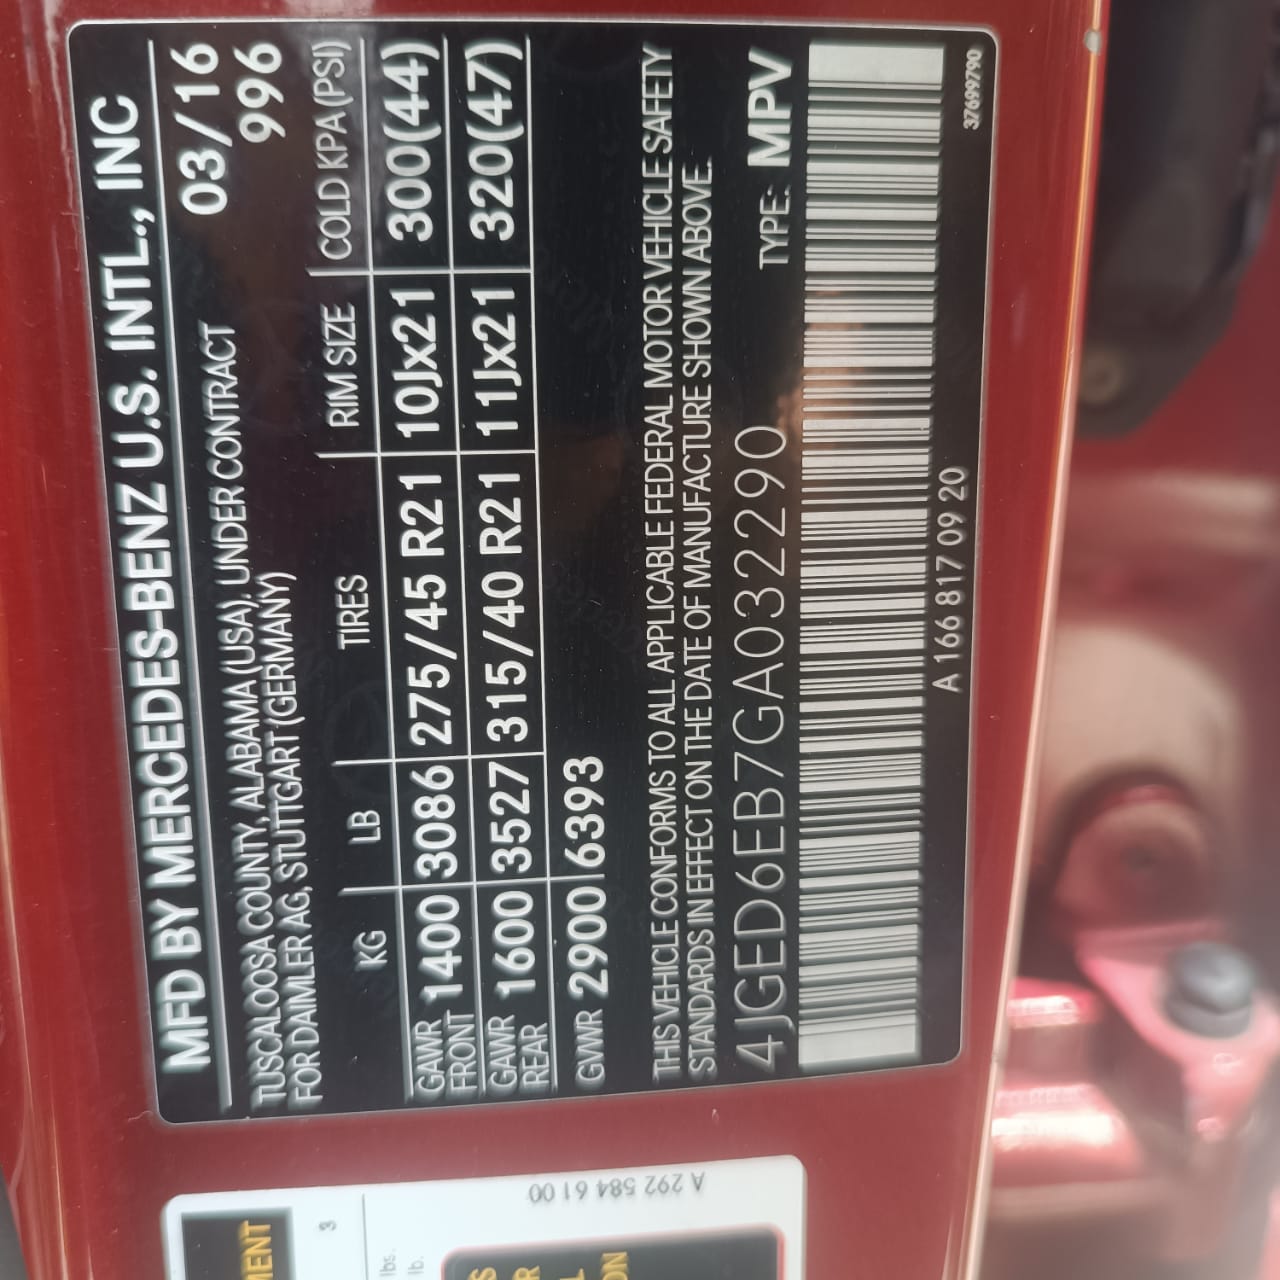 MFD BY MERCEDES-BENZ U.S. INTL., INC
03/16
TUSCALOOSA COUNTY, ALABAMA (USA), UNDER CONTRACT 996
FOR DAIMLER AG, STUTTGART (GERMANY)
KG LB TIRES RIM SIZE COLD KPA (PSI)
GAWR FRONT 1400 3086 275/45 R21 10Jx21 300(44)
GAWR REAR 1600 3527 315/40 R21 11Jx21 320(47)
GVWR 2900 6393
THIS VEHICLE CONFORMS TO ALL APPLICABLE FEDERAL MOTOR VEHICLE SAFETY
STANDARDS IN EFFECT ON THE DATE OF MANUFACTURE SHOWN ABOVE.
4JGED6EB7GA032290 TYPE: MPV
A 166 817 09 20
37699790
A 292 584 61 00
3
lbs.
lb.